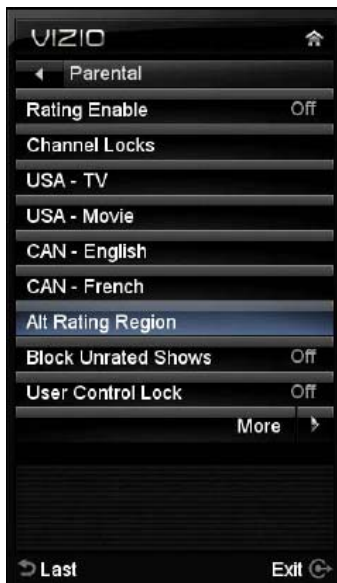 VIZIO
Parental
Rating Enable Off
Channel Locks
USA - TV
USA - Movie
CAN - English
CAN - French
Alt Rating Region
Block Unrated Shows Off
User Control Lock Off
More
Last Exit